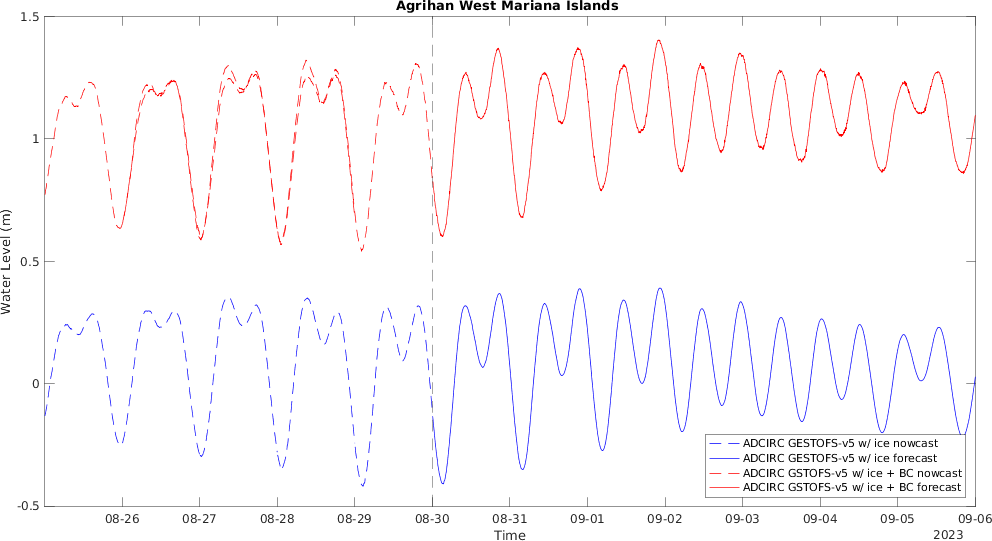 Agrihan West Mariana Islands
1.5
1
0.5
0
-0.5
Water Level (m)
ADCIRC GESTOFS-v5 w/ ice nowcast
ADCIRC GESTOFS-v5 w/ ice forecast
ADCIRC GSTOFS-v5 w/ ice + BC nowcast
ADCIRC GSTOFS-v5 w/ ice + BC forecast
08-26 08-27 08-28 08-29 08-30 08-31 09-01 09-02 09-03 09-04 09-05 09-06
Time
2023